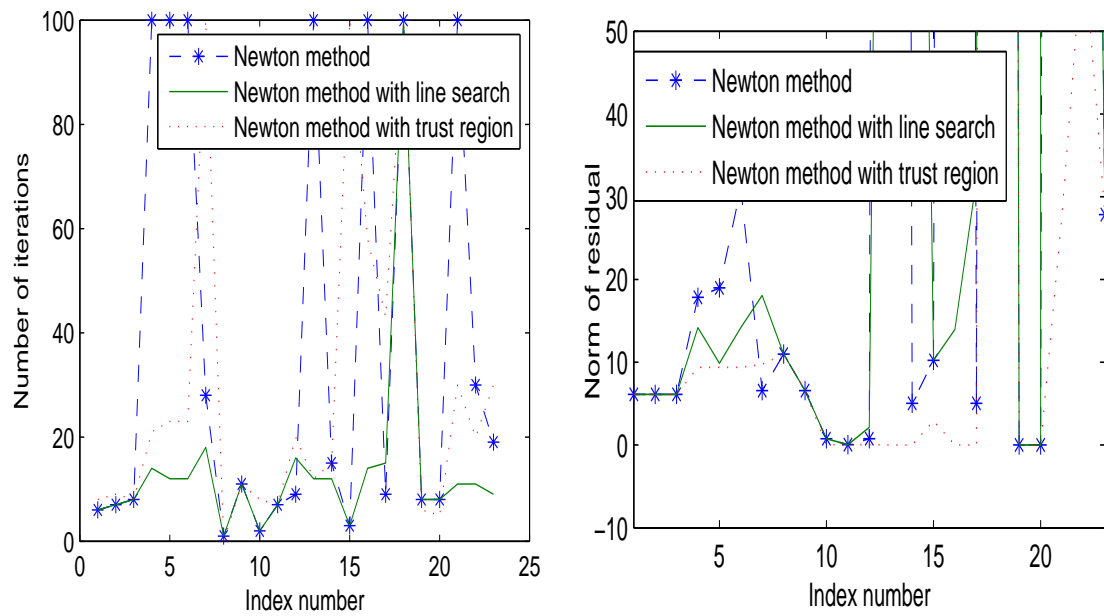 100
80
60
40
20
0
Number of iterations
Newton method
Newton method with line search
Newton method with trust region
0
5
10
15
20
25
Index number
50
40
30
20
10
0
−10
Norm of residual
Newton method
Newton method with line search
Newton method with trust region
5
10
15
20
Index number